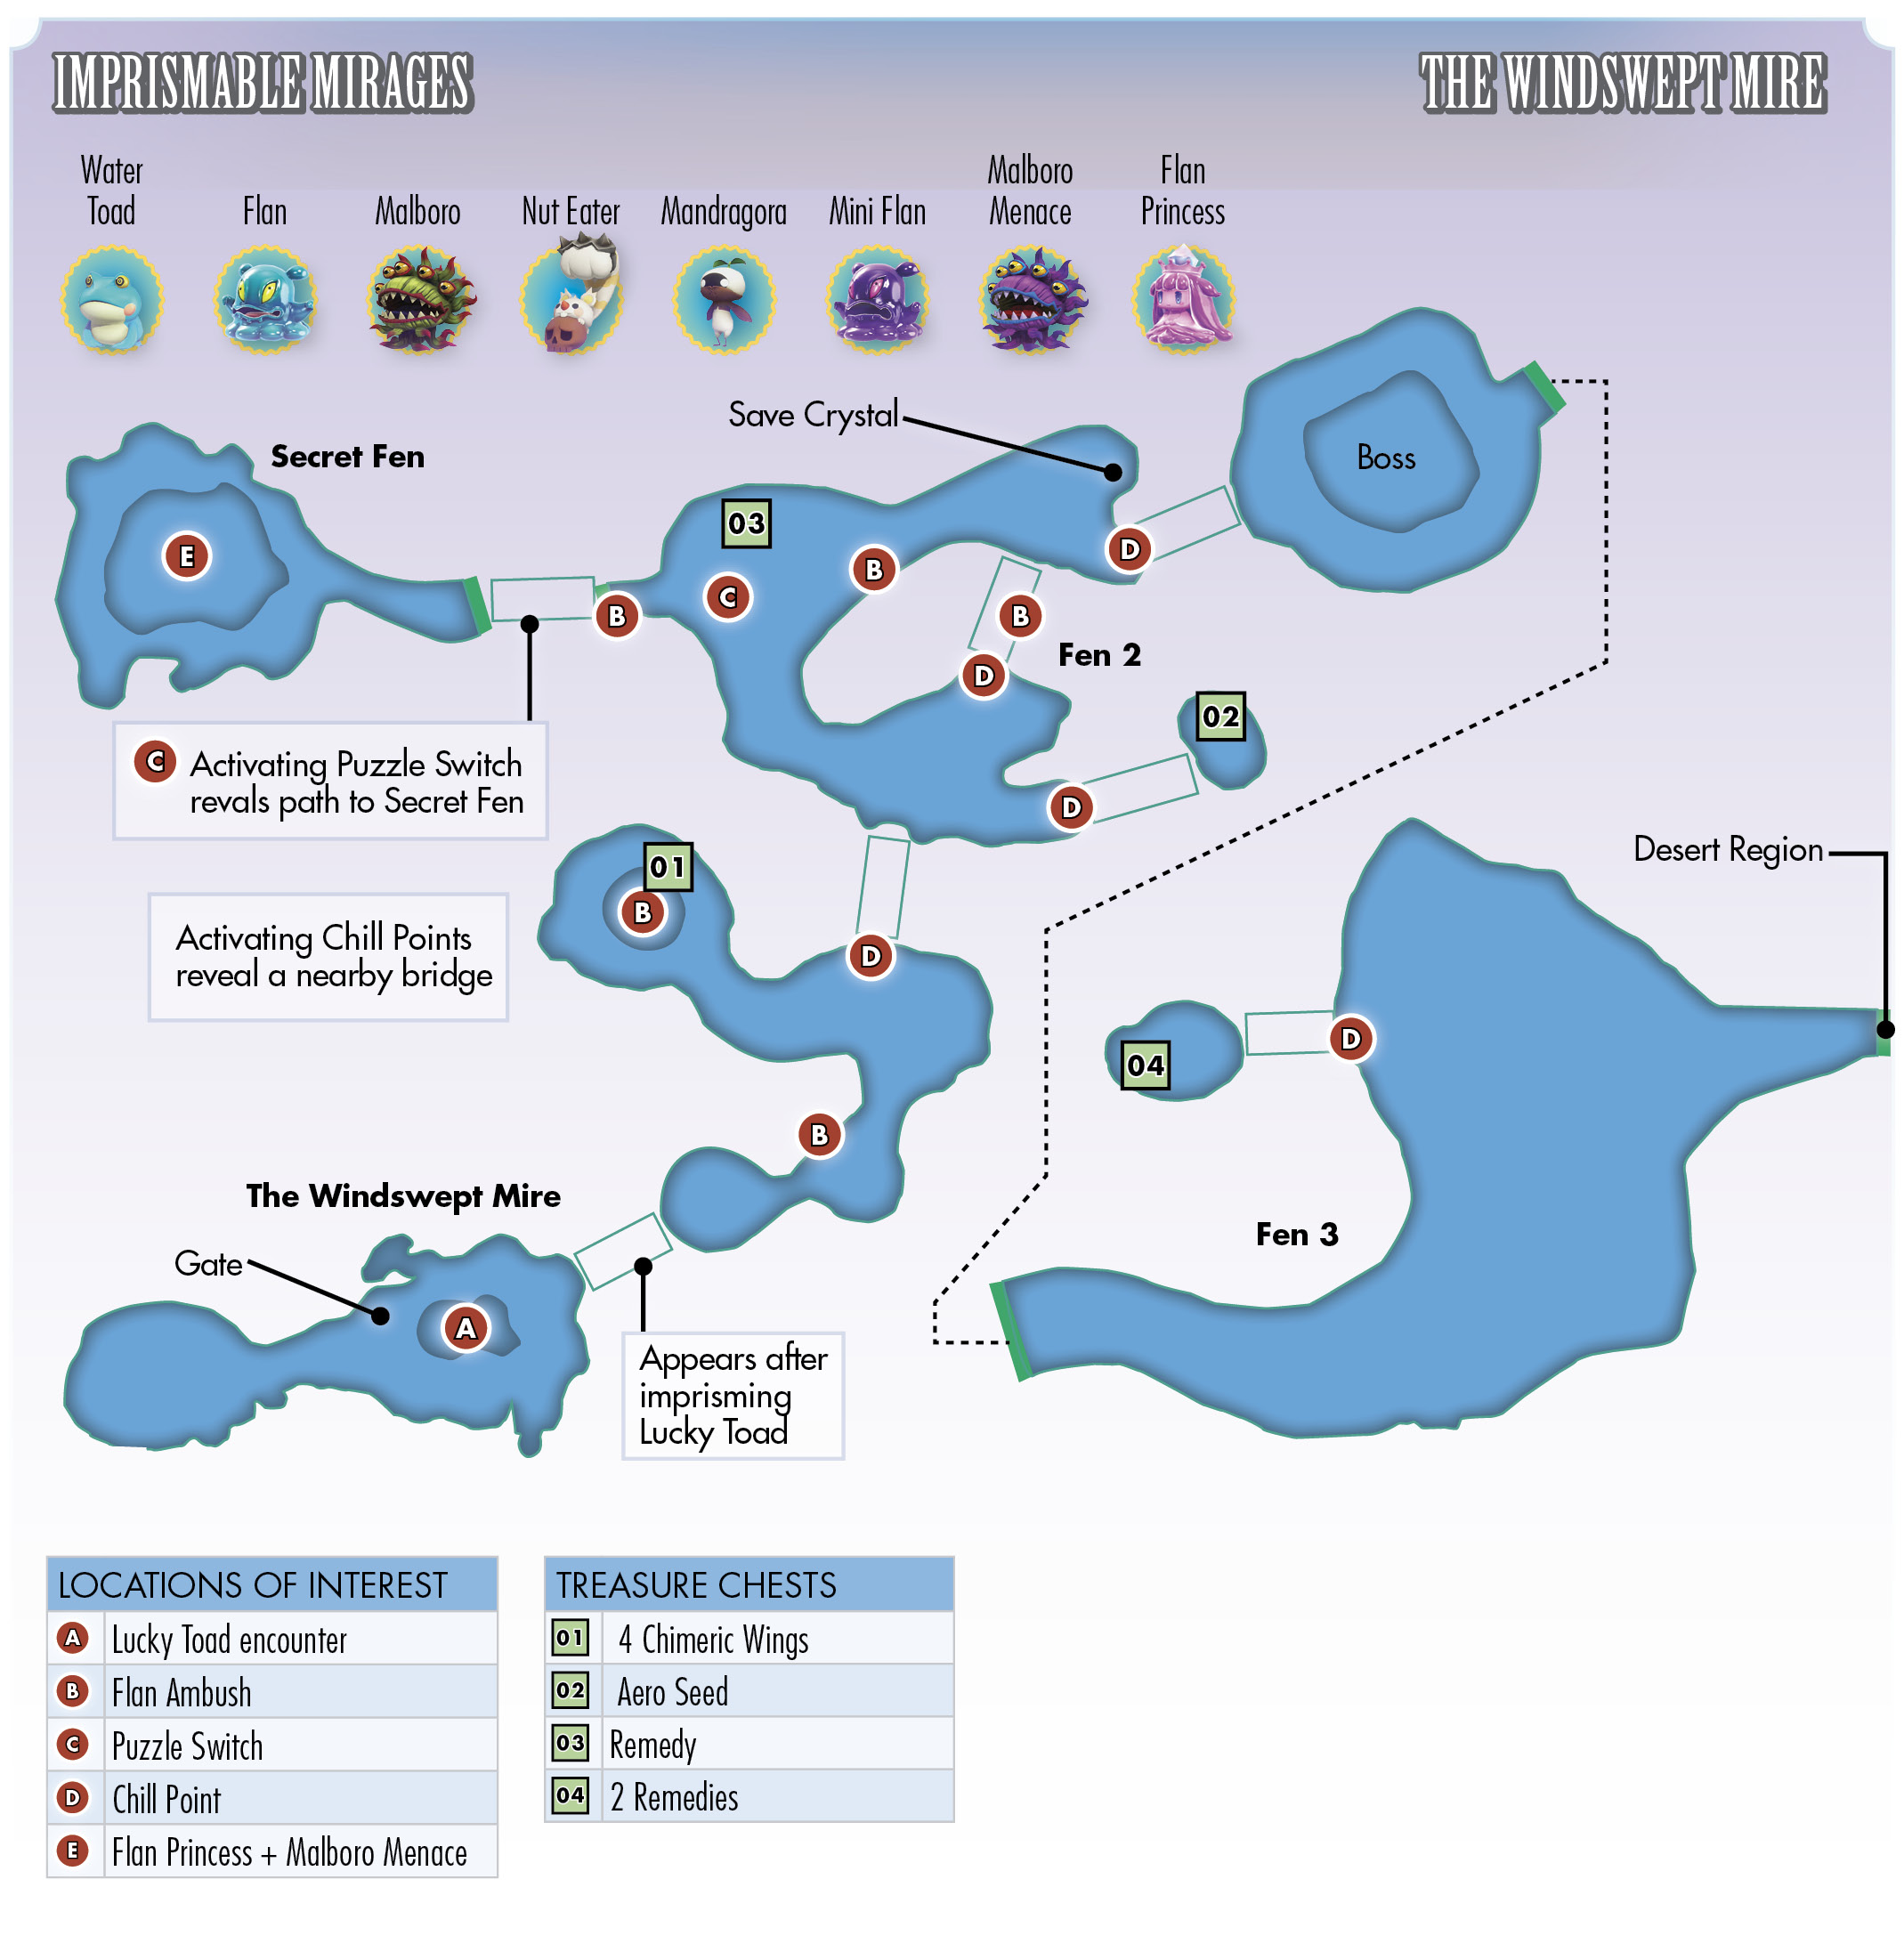 IMPRISMABLE MIRAGES
THE WINDSWEPT MIRE
Water
Toad
Flan
Malboro
Nut Eater
Mandragora
Mini Flan
Malboro
Menace
Flan
Princess
Save Crystal
Boss
Secret Fen
03
E
B
D
C
B
B
Fen 2
D
02
C
Activating Puzzle Switch
revals path to Secret Fen
D
01
B
Desert Region
Activating Chill Points
reveal a nearby bridge
D
D
04
B
The Windswept Mire
Fen 3
Gate
A
Appears after
imprisming
Lucky Toad
LOCATIONS OF INTEREST
A Lucky Toad encounter
B Flan Ambush
C Puzzle Switch
D Chill Point
E Flan Princess + Malboro Menace
TREASURE CHESTS
01 4 Chimeric Wings
02 Aero Seed
03 Remedy
04 2 Remedies